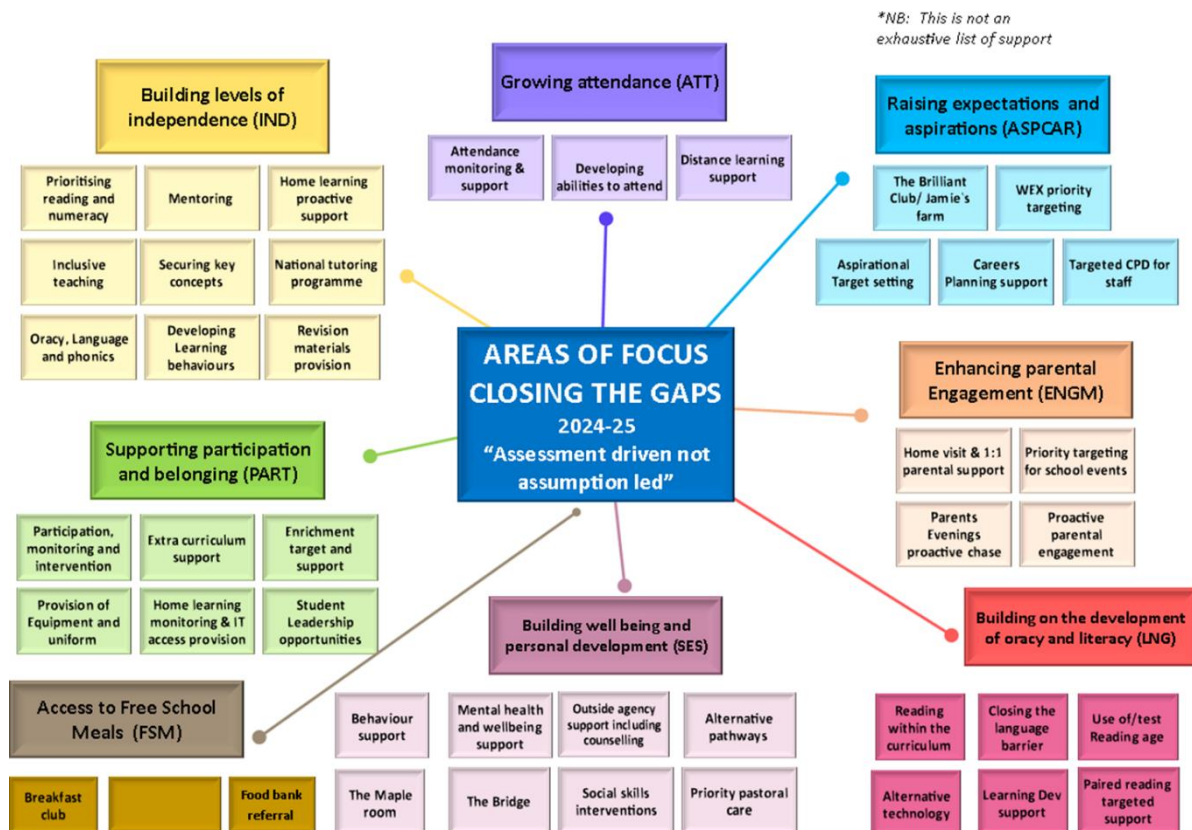 *NB: This is not an
exhaustive list of support
Building levels of
independence (IND)
Prioritising
reading and
numeracy
Mentoring
Home learning
proactive
support
Inclusive
teaching
Securing key
concepts
National tutoring
programme
Oracy, Language
and phonics
Developing
Learning
behaviours
Revision
materials
provision
Growing attendance (ATT)
Attendance
monitoring &
support
Developing
abilities to attend
Distance learning
support
Raising expectations and
aspirations (ASPCAR)
The Brilliant
Club/ Jamie's
farm
WEX priority
targeting
Aspirational
Target setting
Careers
Planning support
Targeted CPD for
staff
AREAS OF FOCUS
CLOSING THE GAPS
2024-25
“Assessment driven not
assumption led”
Enhancing parental
Engagement (ENGM)
Home visit & 1:1
parental support
Priority targeting
for school events
Parents
Evenings
proactive chase
Proactive
parental
engagement
Supporting participation
and belonging (PART)
Participation,
monitoring and
intervention
Extra curriculum
support
Enrichment
target and
support
Provision of
Equipment and
uniform
Home learning
monitoring & IT
access provision
Student
Leadership
opportunities
Building well being and
personal development (SES)
Behaviour
support
Mental health
and wellbeing
support
Outside agency
support including
counselling
Alternative
pathways
The Maple
room
The Bridge
Social skills
interventions
Priority pastoral
care
Building on the development
of oracy and literacy (LNG)
Reading
within the
curriculum
Closing the
language
barrier
Use of/test
Reading age
Alternative
technology
Learning Dev
support
Paired reading
targeted
support
Access to Free School
Meals (FSM)
Breakfast
club
Food bank
referral